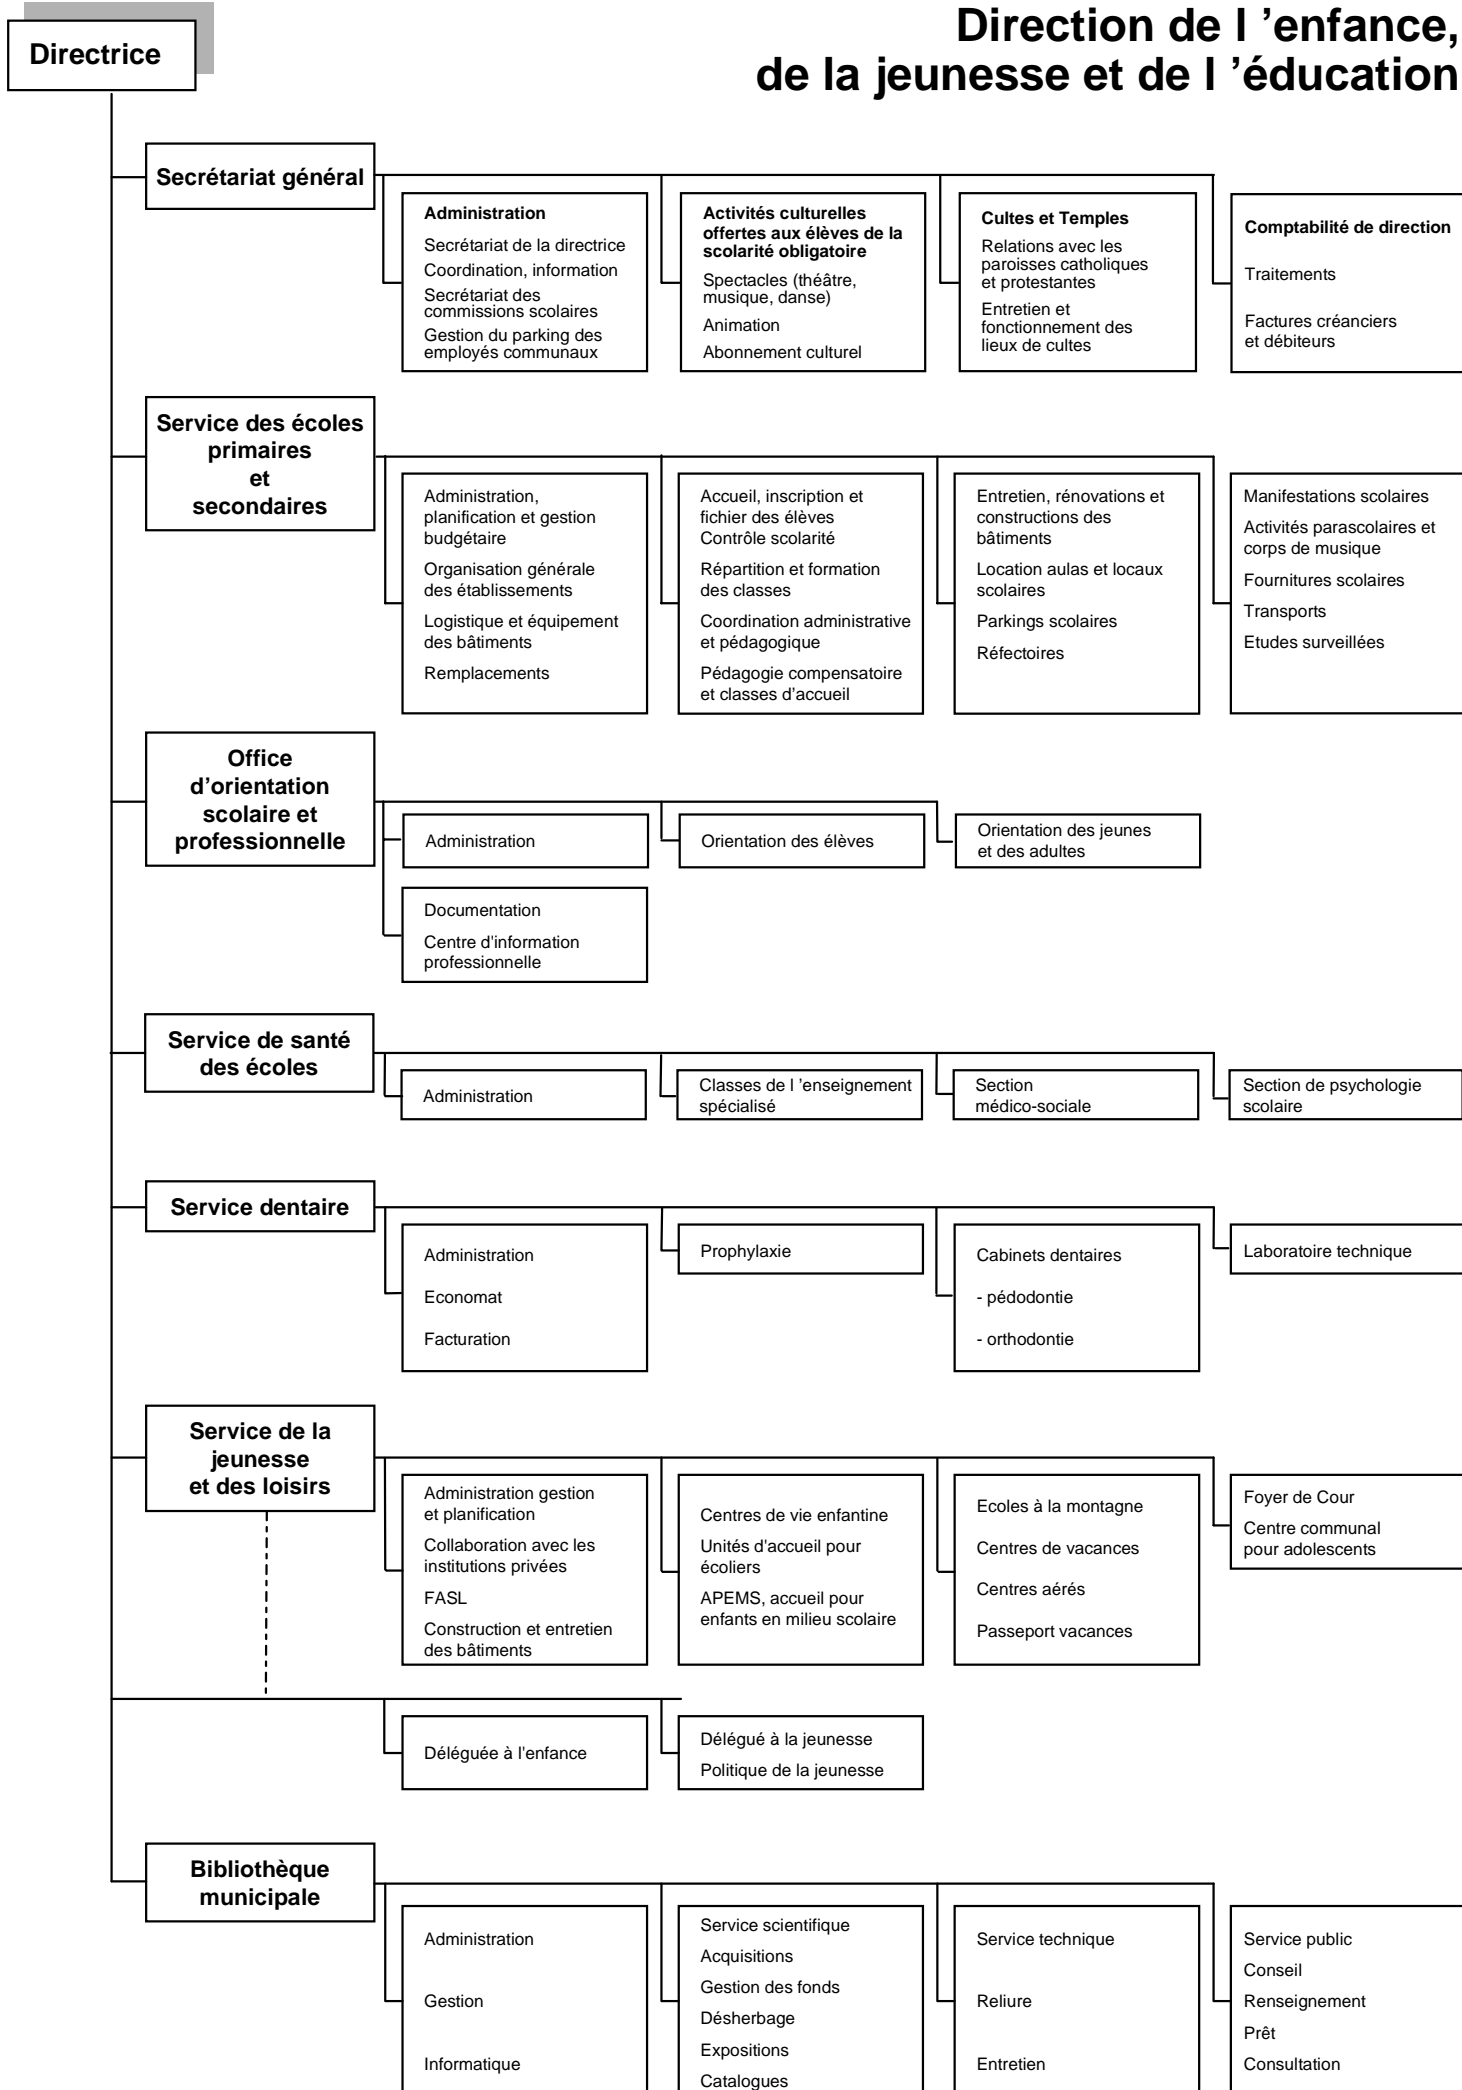 Directrice
Direction de l ’enfance,
de la jeunesse et de l ’éducation
Secrétariat général
Administration
Secrétariat de la directrice
Coordination, information
Secrétariat des
commissions scolaires
Gestion du parking des
employés communaux
Activités culturelles
offertes aux élèves de la
scolarité obligatoire
Spectacles (théâtre,
musique, danse)
Animation
Abonnement culturel
Cultes et Temples
Relations avec les
paroisses catholiques
et protestantes
Entretien et
fonctionnement des
lieux de cultes
Comptabilité de direction
Traitements
Factures créanciers
et débiteurs
Service des écoles
primaires
et
secondaires
Administration,
planification et gestion
budgétaire
Organisation générale
des établissements
Logistique et équipement
des bâtiments
Remplacements
Accueil, inscription et
fichier des élèves
Contrôle scolarité
Répartition et formation
des classes
Coordination administrative
et pédagogique
Pédagogie compensatoire
et classes d’accueil
Entretien, rénovations et
constructions des
bâtiments
Location aulas et locaux
scolaires
Parkings scolaires
Réfectoires
Manifestations scolaires
Activités parascolaires et
corps de musique
Fournitures scolaires
Transports
Etudes surveillées
Office
d’orientation
scolaire et
professionnelle
Administration
Orientation des élèves
Orientation des jeunes
et des adultes
Documentation
Centre d'information
professionnelle
Service de santé
des écoles
Administration
Classes de l ’enseignement
spécialisé
Section
médico-sociale
Section de psychologie
scolaire
Service dentaire
Administration
Economat
Facturation
Prophylaxie
Cabinets dentaires
- pédodontie
- orthodontie
Laboratoire technique
Service de la
jeunesse
et des loisirs
Administration gestion
et planification
Collaboration avec les
institutions privées
FASL
Construction et entretien
des bâtiments
Centres de vie enfantine
Unités d'accueil pour
écoliers
APEMS, accueil pour
enfants en milieu scolaire
Ecoles à la montagne
Centres de vacances
Centres aérés
Passeport vacances
Foyer de Cour
Centre communal
pour adolescents
Déléguée à l'enfance
Délégué à la jeunesse
Politique de la jeunesse
Bibliothèque
municipale
Administration
Gestion
Informatique
Service scientifique
Acquisitions
Gestion des fonds
Désherbage
Expositions
Catalogues
Service technique
Reliure
Entretien
Service public
Conseil
Renseignement
Prêt
Consultation